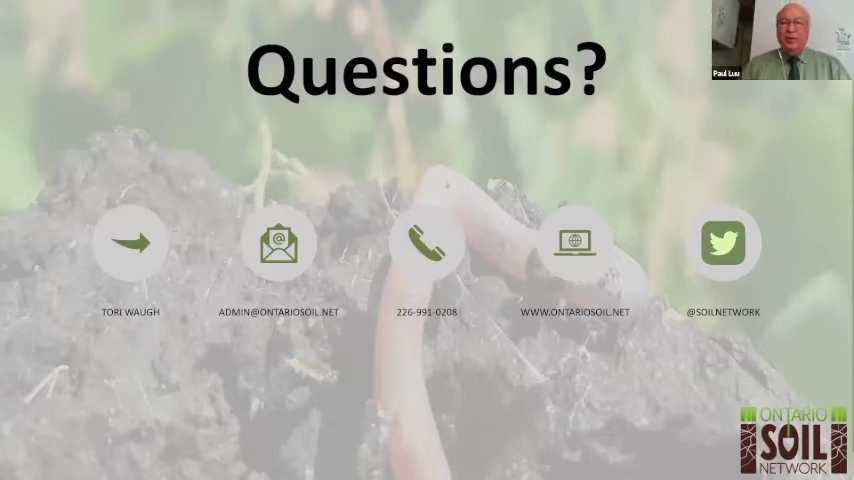 Questions?
Paul Luu
TORI WAUGH
ADMIN@ONTARIOSOIL.NET
226-991-0208
WWW.ONTARIOSOIL.NET
@SOILNETWORK
ONTARIO
SOIL
NETWORK